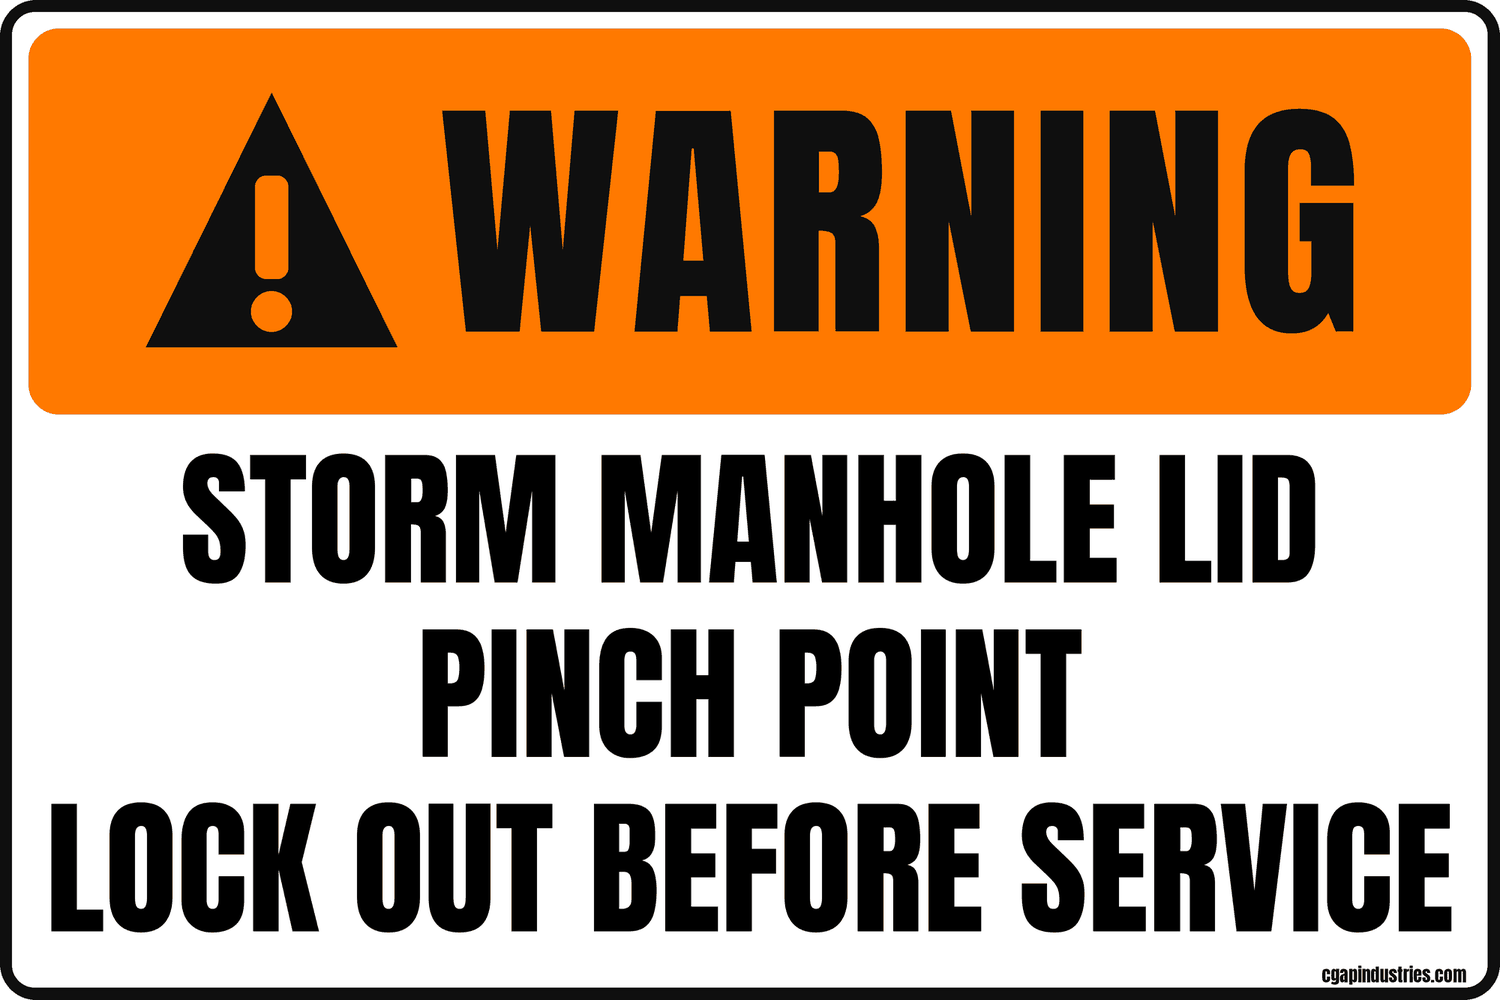 WARNING
STORM MANHOLE LID
PINCH POINT
LOCK OUT BEFORE SERVICE
cgapindustries.com